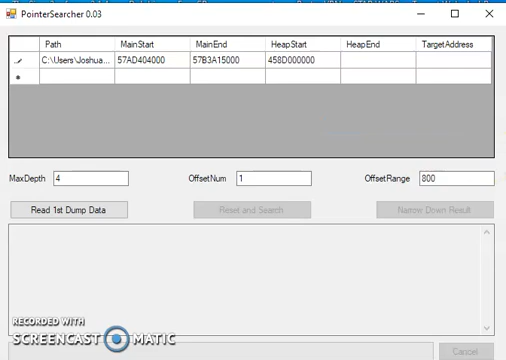 PointerSearcher 0.03
Path MainStart MainEnd HeapStart HeapEnd TargetAddress
C:\Users\Joshua... 57AD404000 57B3A15000 458D000000
MaxDepth 4 OffsetNum 1 OffsetRange 800
Read 1st Dump Data Reset and Search Narrow Down Result
RECORDED WITH
SCREENCAST MATIC
Cancel